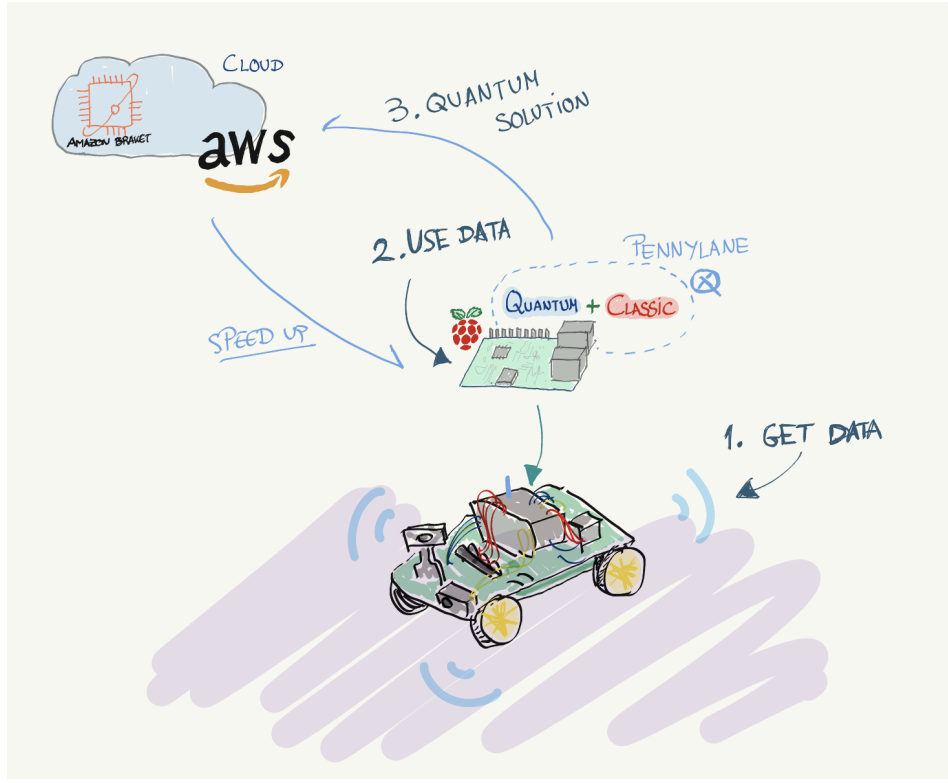 CLOUD
AMAZON BRAKET
aws
3. QUANTUM
SOLUTION
2. USE DATA
PENNYLANE
QUANTUM + CLASSIC
SPEED UP
1. GET DATA